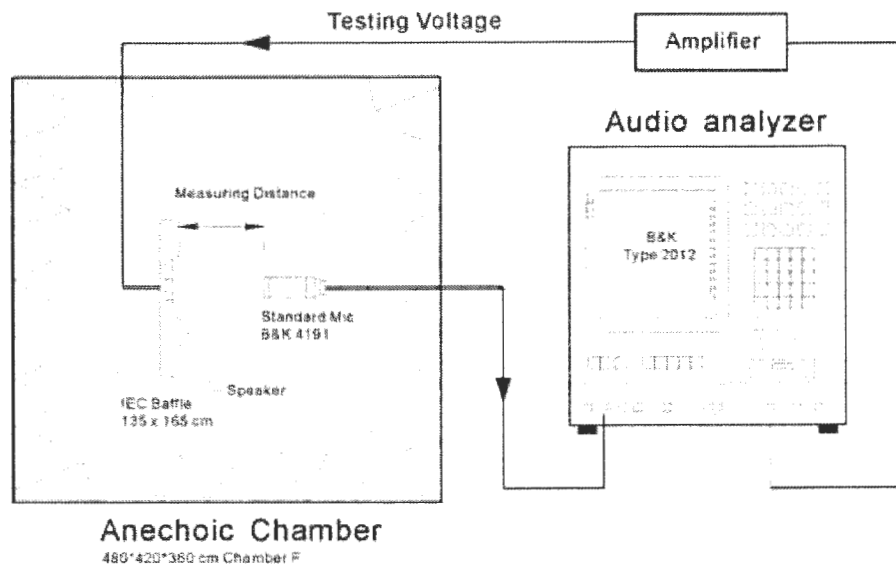 Testing Voltage
Amplifier
Audio analyzer
Measuring Distance
B&K
Type 2012
Standard Mic
B&K 4191
Speaker
IEC Baffle
135 x 165 cm
Anechoic Chamber
480*420*360 cm Chamber F